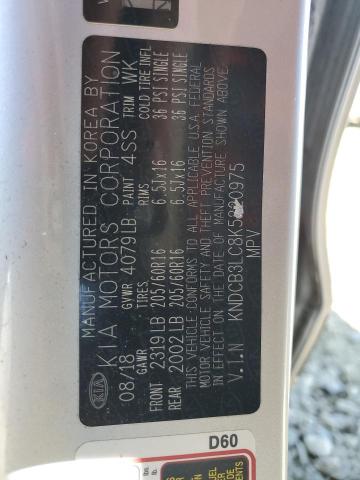 MANUFACTURED IN KOREA BY
KIA MOTORS CORPORATION
KIA
08/18 GVWR 4079LB PAINT 4SS TRIM WK
GAWR TIRES RIMS COLD TIRE INFL
FRONT 2319 LB 205/60R16 6.5Jx16 36 PSI SINGLE
REAR 2002 LB 205/60R16 6.5Jx16 36 PSI SINGLE
THIS VEHICLE CONFORMS TO ALL APPLICABLE U.S.A FEDERAL
MOTOR VEHICLE SAFETY AND THEFT PREVENTION STANDARDS
IN EFFECT ON THE DATE OF MANUFACTURE SHOWN ABOVE.
V.I.N KNDCB3LC8K5
MPV
D60